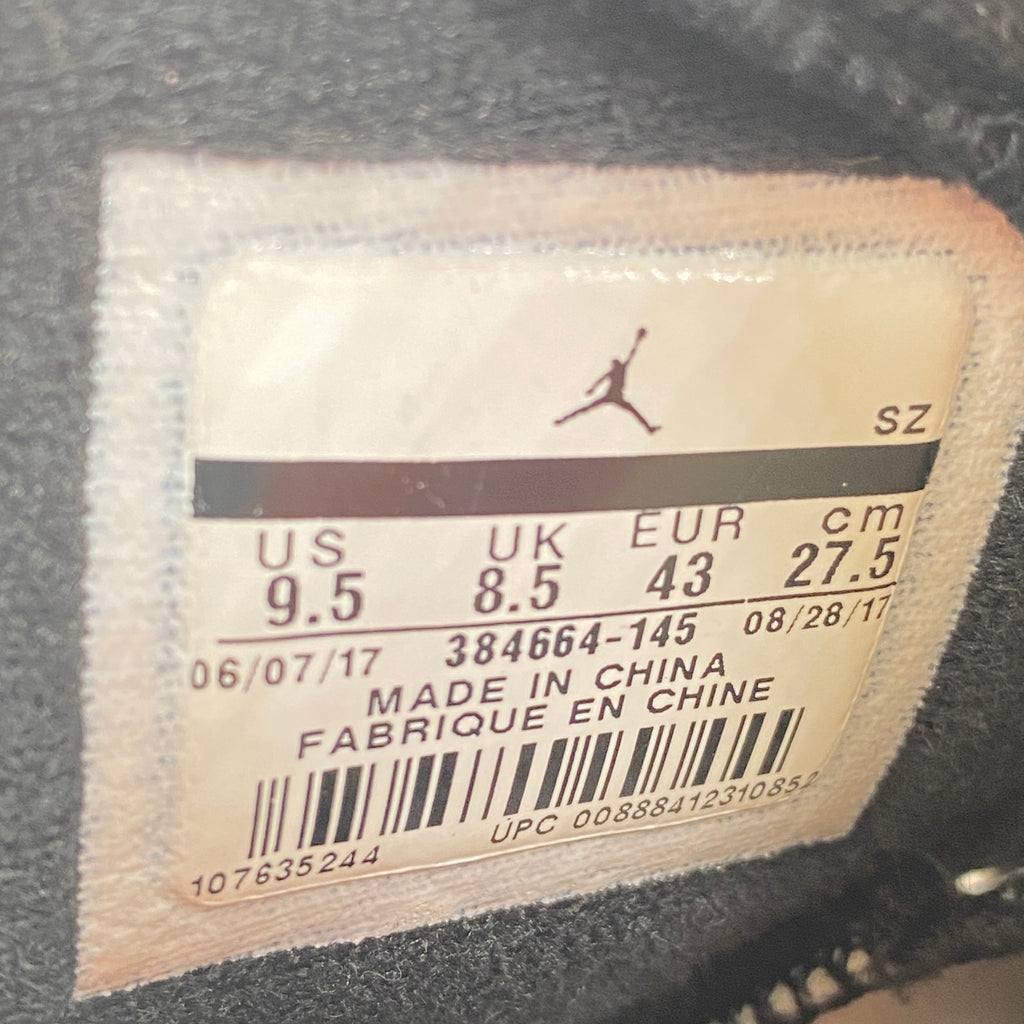 SZ
US UK EUR cm
9.5 8.5 43 27.5
06/07/17 384664-145 08/28/17
MADE IN CHINA
FABRIQUE EN CHINE
107635244 UPC 00888412310852